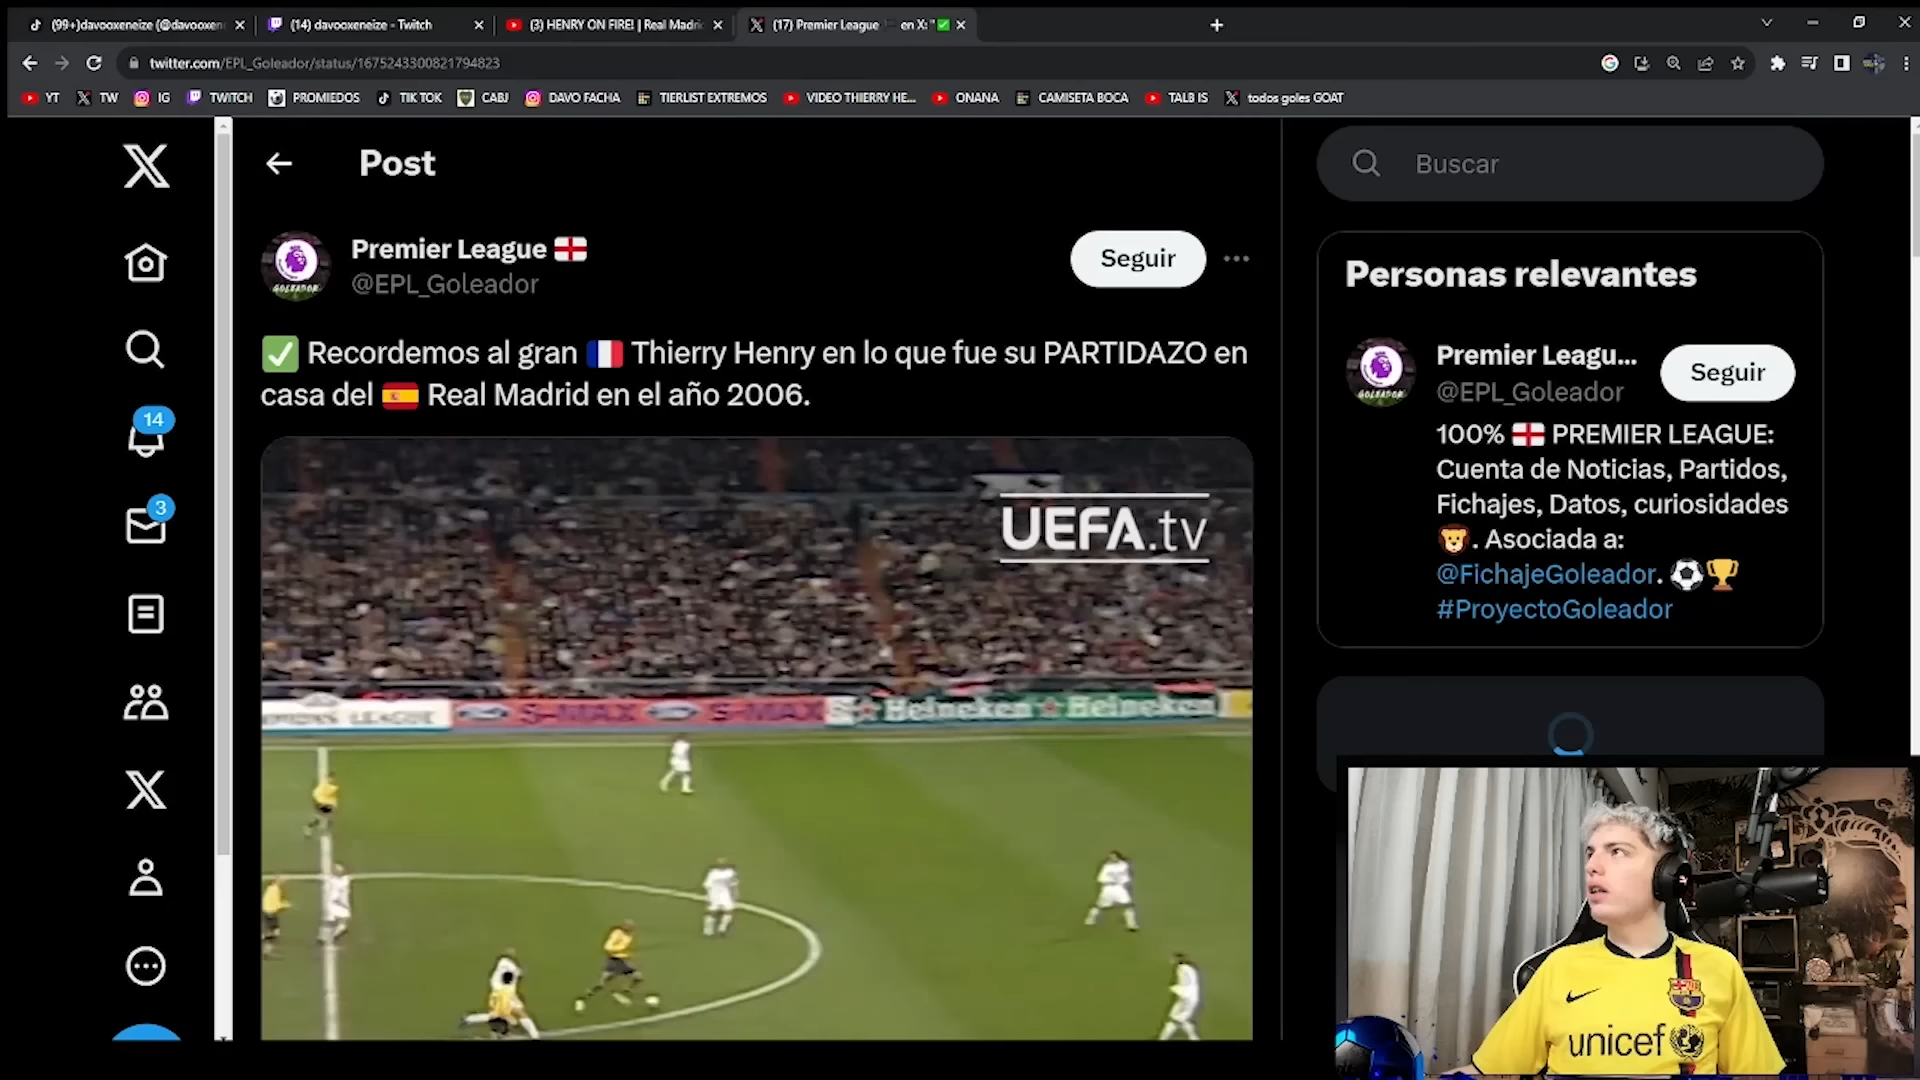 (99+)davooxeneize (@davooxen
(14) davooxeneize - Twitch
(3) HENRY ON FIRE! | Real Madri
(17) Premier League en X: "✅
twitter.com/EPL_Goleador/status/1675243300821794823
YT
TW
IG
TWITCH
PROMIEDOS
TIK TOK
CABJ
DAVO FACHA
TIERLIST EXTREMOS
VIDEO THIERRY HE...
ONANA
CAMISETA BOCA
TALB IS
todos goles GOAT
Post
Buscar
Premier League 🏴󠁧󠁢󠁥󠁮󠁧󠁿
@EPL_Goleador
Seguir
✅ Recordemos al gran 🇫🇷 Thierry Henry en lo que fue su PARTIDAZO en
casa del 🇪🇸 Real Madrid en el año 2006.
14
3
UEFA.tv
LEAGUE
S-MAX
S-MAX
Heineken
Heineken
Personas relevantes
GOLEADOR
Premier Leagu...
@EPL_Goleador
Seguir
100% 🏴󠁧󠁢󠁥󠁮󠁧󠁿 PREMIER LEAGUE:
Cuenta de Noticias, Partidos,
Fichajes, Datos, curiosidades
🦁. Asociada a:
@FichajeGoleador. ⚽🏆
#ProyectoGoleador
unicef